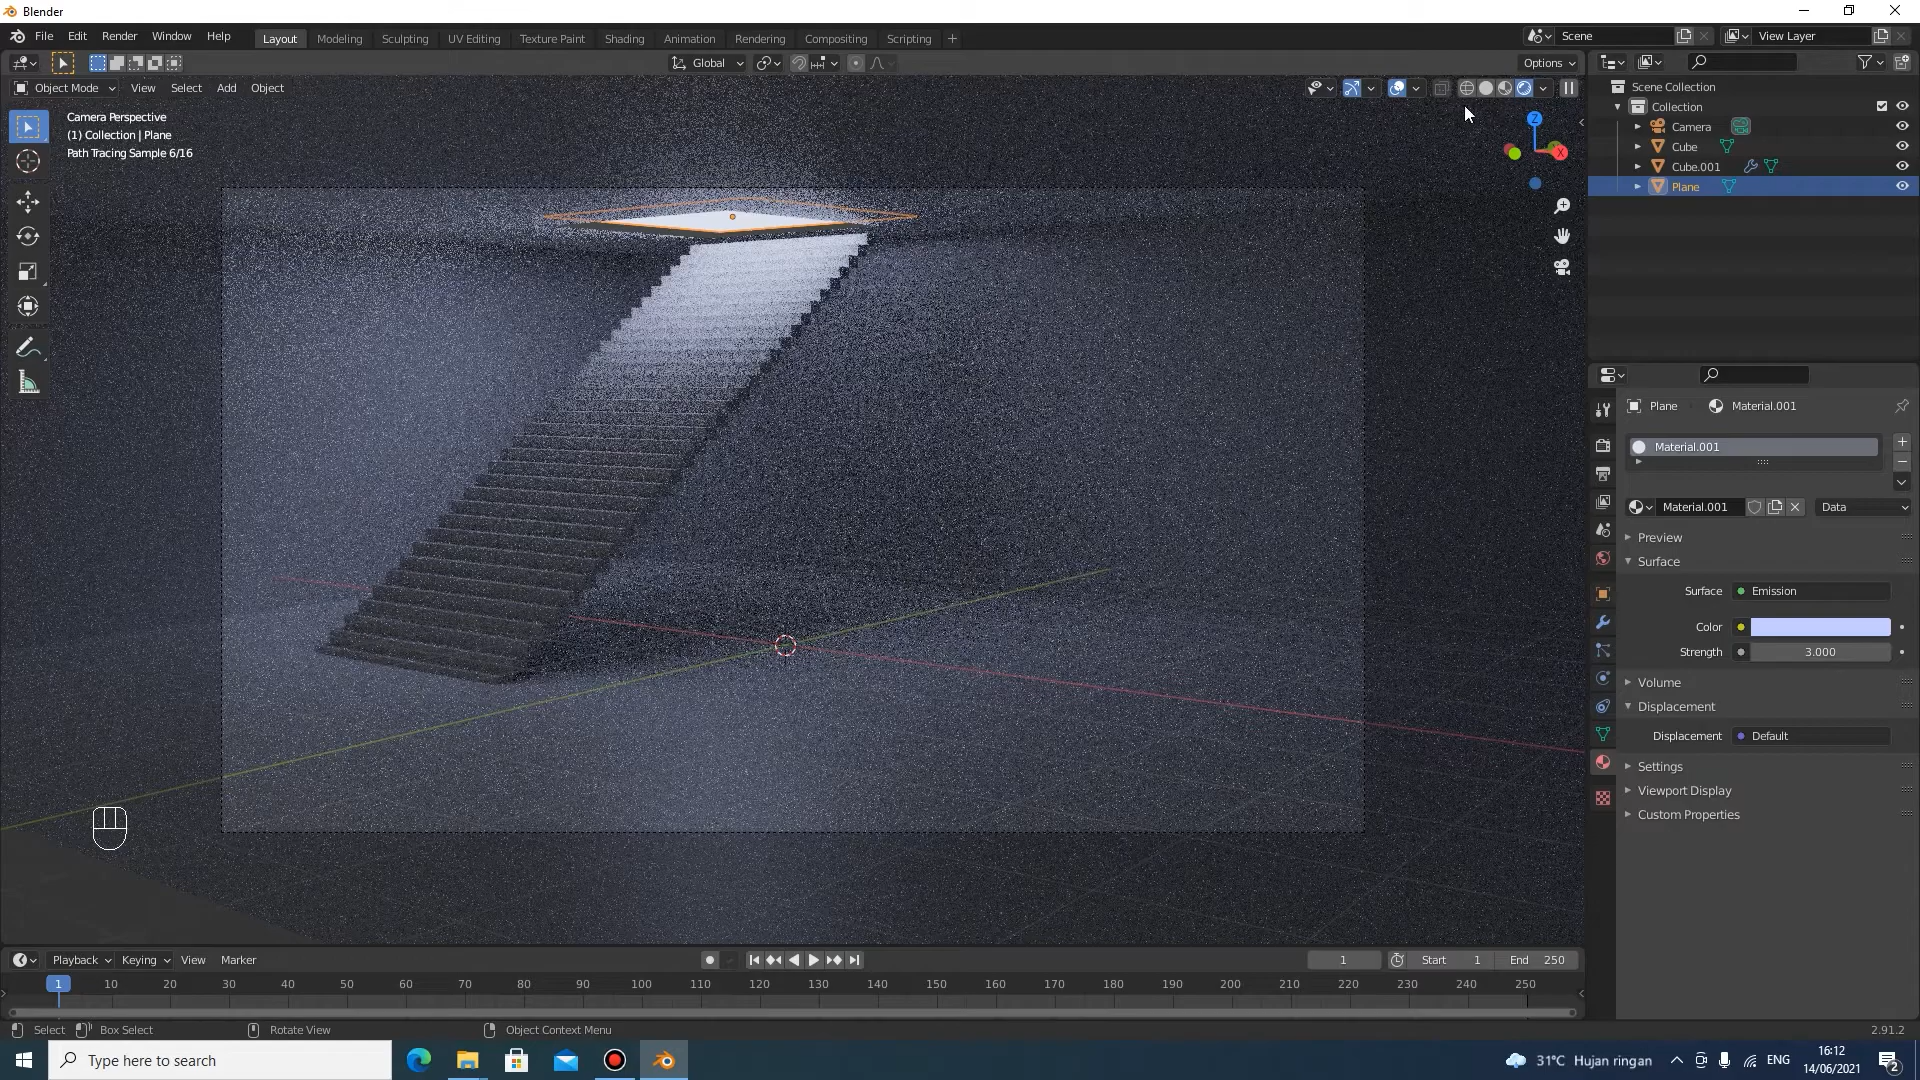 Blender
File Edit Render Window Help
Layout Modeling Sculpting UV Editing Texture Paint Shading Animation Rendering Compositing Scripting
Scene
View Layer
Global
Options
Object Mode View Select Add Object
Camera Perspective
(1) Collection | Plane
Path Tracing Sample 6/16
Z
X
Scene Collection
Collection
Camera
Cube
Cube.001
Plane
Plane Material.001
Material.001
Material.001 Data
Preview
Surface
Surface Emission
Color
Strength 3.000
Volume
Displacement
Displacement Default
Settings
Viewport Display
Custom Properties
Playback Keying View Marker
1 Start 1 End 250
1 10 20 30 40 50 60 70 80 90 100 110 120 130 140 150 160 170 180 190 200 210 220 230 240 250
Select Box Select Rotate View Object Context Menu 2.91.2
Type here to search
31°C Hujan ringan
ENG
16:12
14/06/2021
2